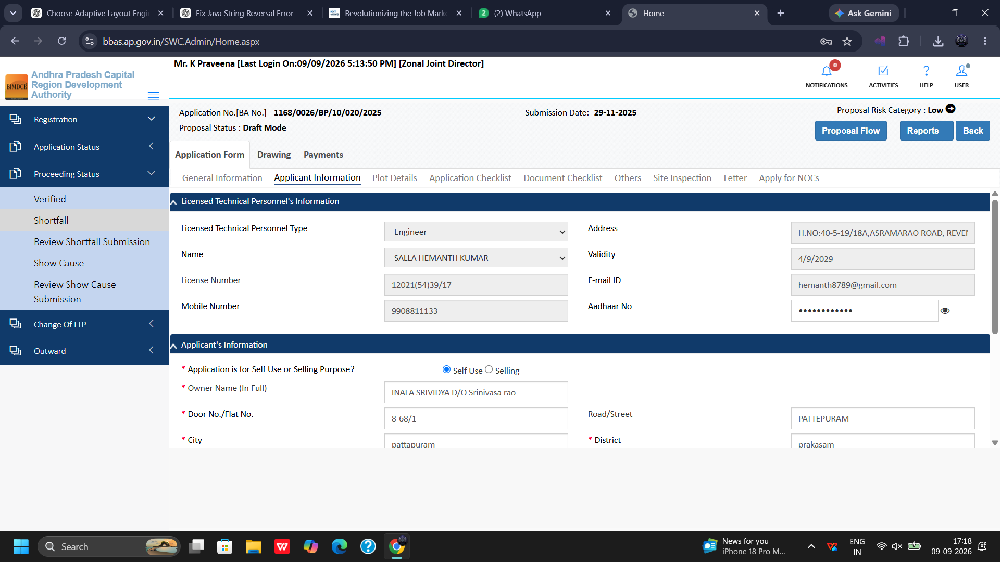 Choose Adaptive Layout Engi
Fix Java String Reversal Error
Revolutionizing the Job Marke
2
(2) WhatsApp
Home
Ask Gemini
bbas.ap.gov.in/SWC.Admin/Home.aspx
BIMDCR
Andhra Pradesh Capital
Region Development
Authority
Mr. K Praveena [Last Login On:09/09/2026 5:13:50 PM] [Zonal Joint Director]
0
NOTIFICATIONS
ACTIVITIES
HELP
USER
Registration
Application Status
Proceeding Status
Verified
Shortfall
Review Shortfall Submission
Show Cause
Review Show Cause
Submission
Change Of LTP
Outward
Application No.[BA No.] - 1168/0026/BP/10/020/2025
Submission Date:- 29-11-2025
Proposal Risk Category : Low
Proposal Status : Draft Mode
Proposal Flow
Reports
Back
Application Form
Drawing
Payments
General Information
Applicant Information
Plot Details
Application Checklist
Document Checklist
Others
Site Inspection
Letter
Apply for NOCs
Licensed Technical Personnel's Information
Licensed Technical Personnel Type
Engineer
Address
H.NO:40-5-19/18A,ASRAMARAO ROAD, REVEN
Name
SALLA HEMANTH KUMAR
Validity
4/9/2029
License Number
12021(54)39/17
E-mail ID
hemanth8789@gmail.com
Mobile Number
9908811133
Aadhaar No
••••••••••••
Applicant's Information
* Application is for Self Use or Selling Purpose?
Self Use
Selling
* Owner Name (In Full)
INALA SRIVIDYA D/O Srinivasa rao
* Door No./Flat No.
8-68/1
Road/Street
PATTEPURAM
* City
pattapuram
* District
prakasam
Search
News for you
iPhone 18 Pro M...
ENG
IN
17:18
09-09-2026